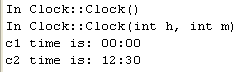 In Clock::Clock()
In Clock::Clock(int h, int m)
c1 time is: 00:00
c2 time is: 12:30